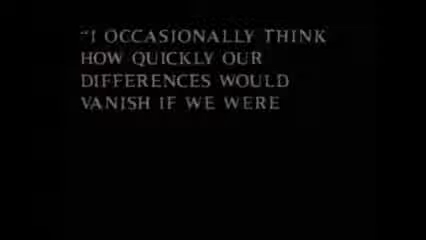 "I OCCASIONALLY THINK
HOW QUICKLY OUR
DIFFERENCES WOULD
VANISH IF WE WERE